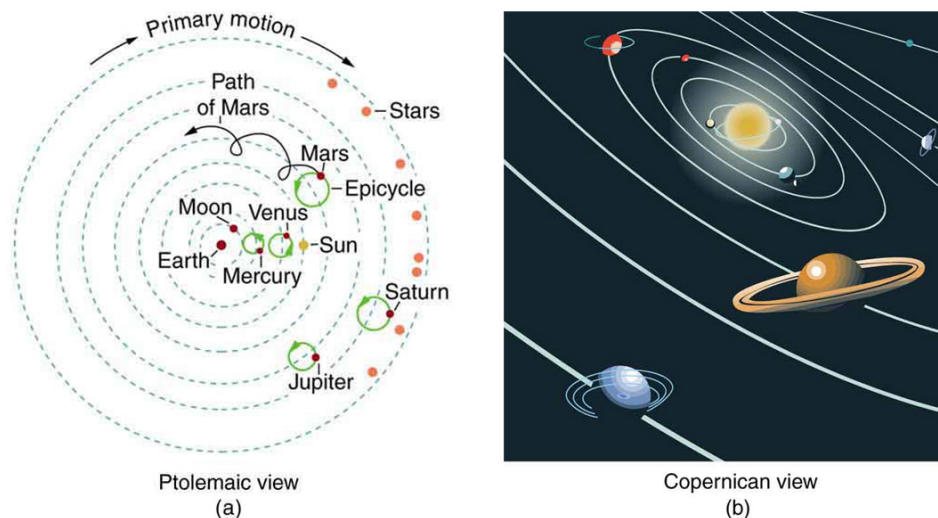 Primary motion
Path
of Mars
Stars
Mars
Epicycle
Moon
Venus
Earth
Sun
Mercury
Saturn
Jupiter
Ptolemaic view
(a)
Copernican view
(b)